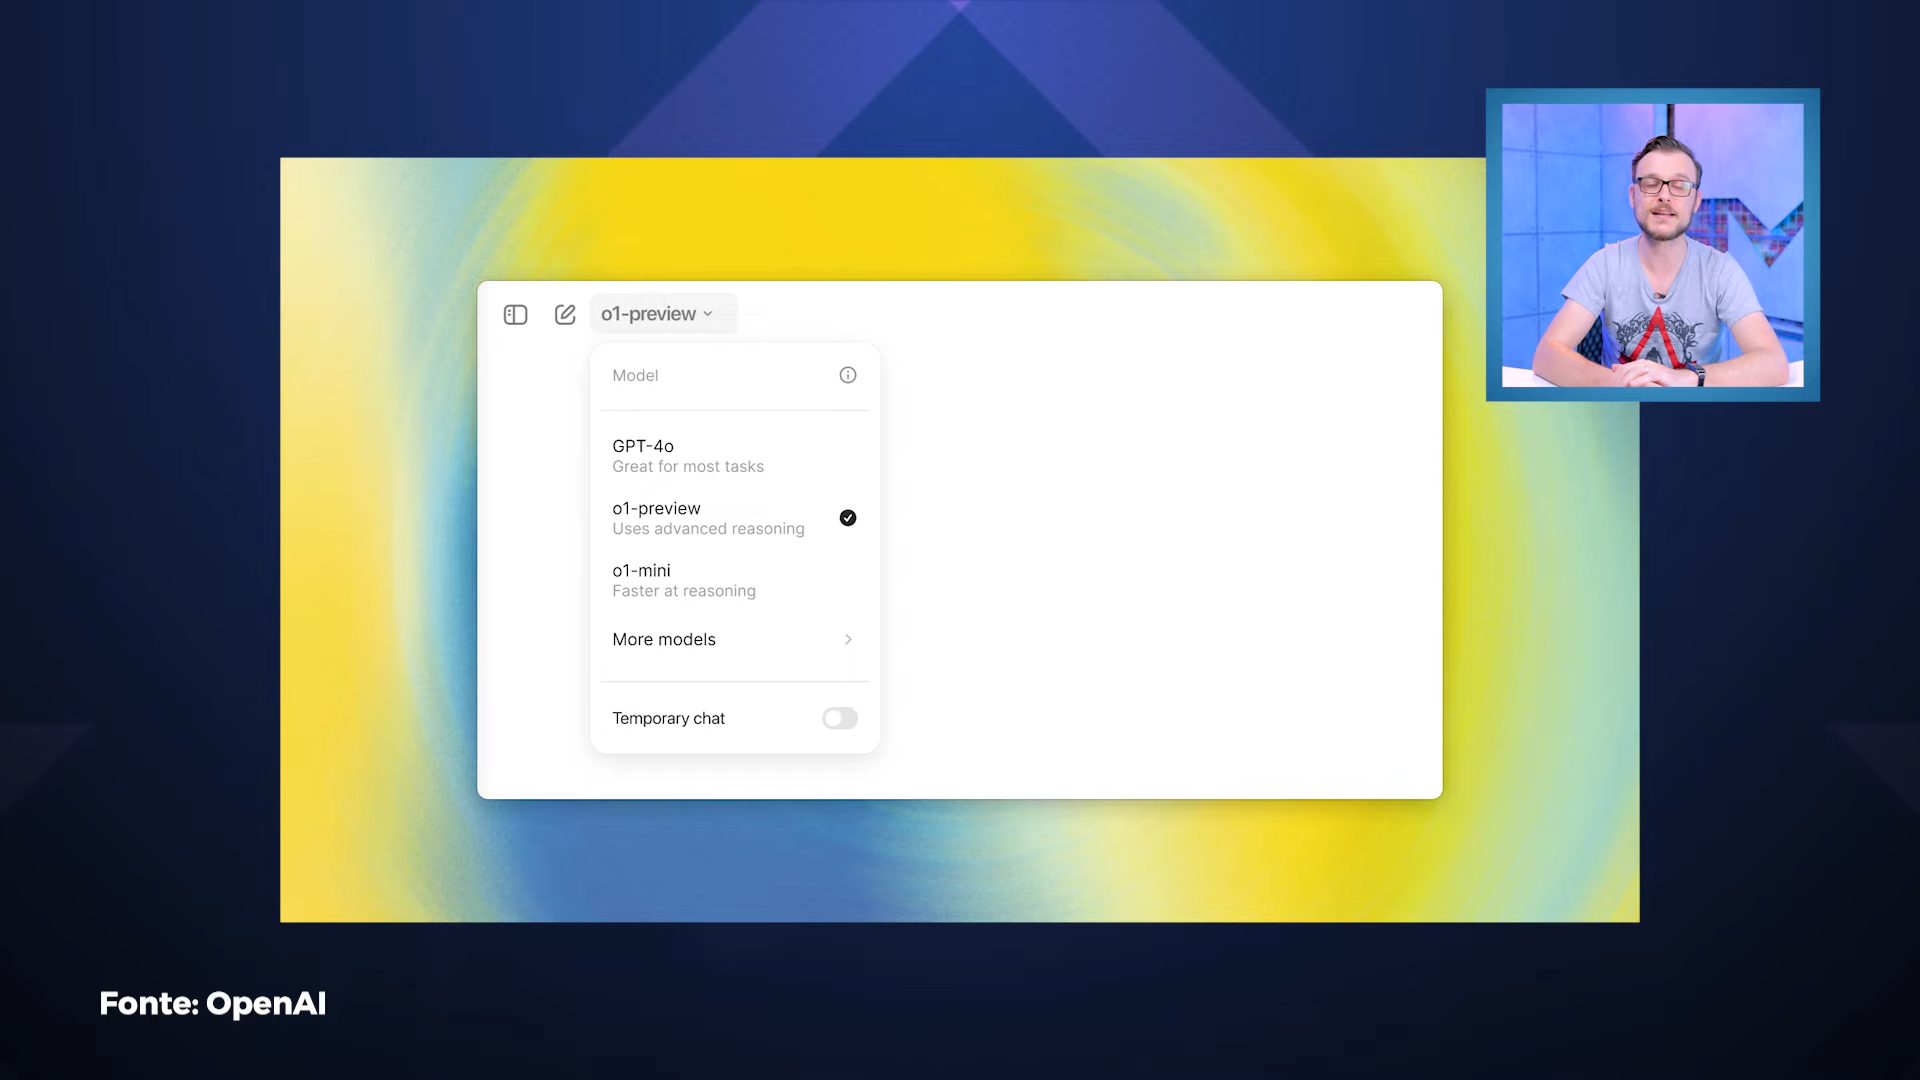 o1-preview
Model
GPT-4o
Great for most tasks
o1-preview
Uses advanced reasoning
o1-mini
Faster at reasoning
More models
Temporary chat
Fonte: OpenAI